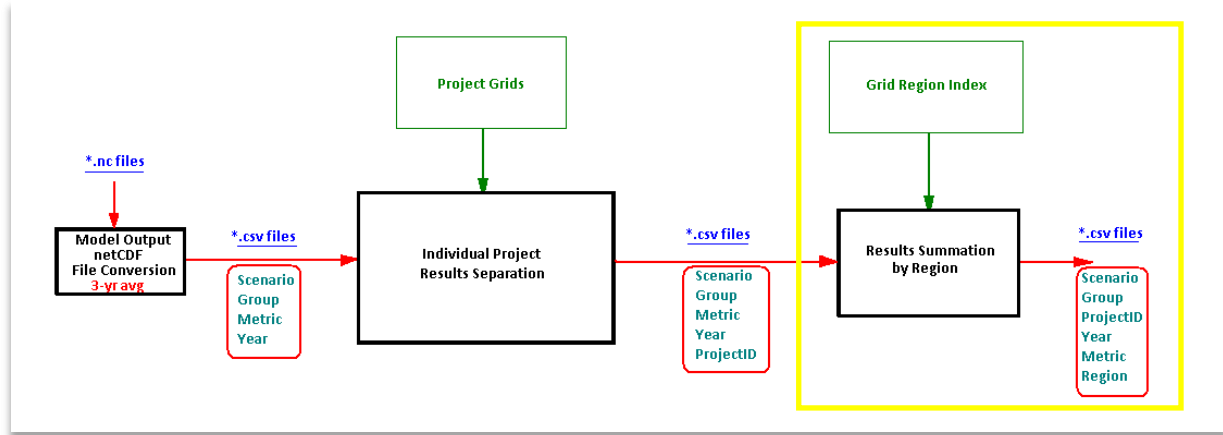 Project Grids
Grid Region Index
*.nc files
Model Output
netCDF
File Conversion
3-yr avg
*.csv files
Scenario
Group
Metric
Year
Individual Project
Results Separation
*.csv files
Scenario
Group
Metric
Year
ProjectID
Results Summation
by Region
*.csv files
Scenario
Group
ProjectID
Year
Metric
Region